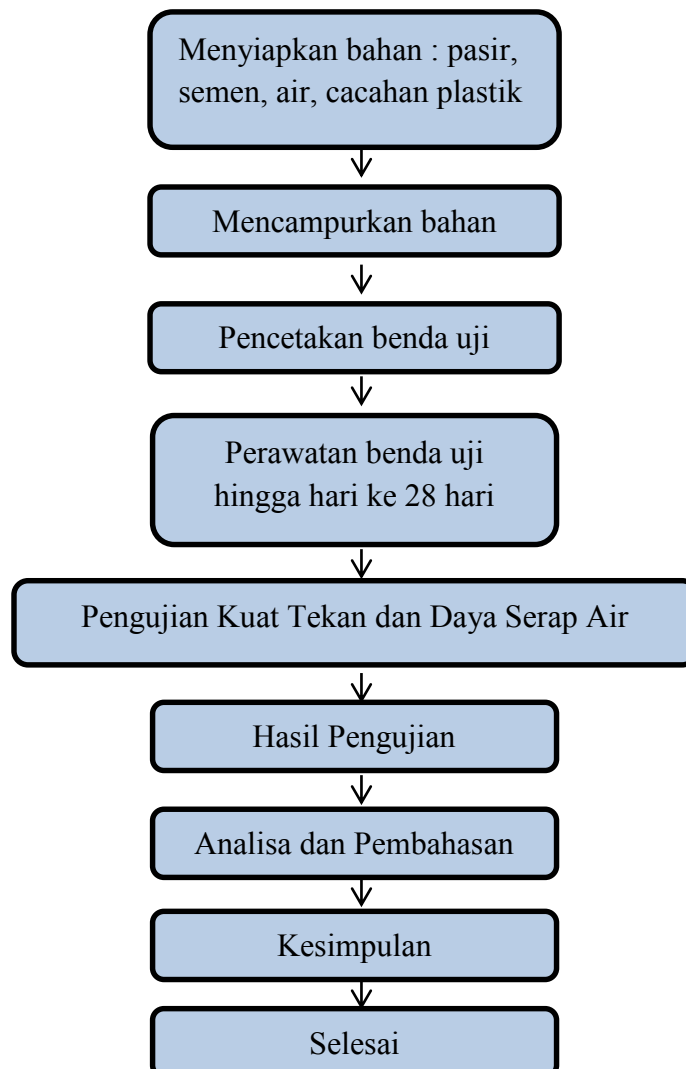 Menyiapkan bahan : pasir,
semen, air, cacahan plastik
Mencampurkan bahan
Pencetakan benda uji
Perawatan benda uji
hingga hari ke 28 hari
Pengujian Kuat Tekan dan Daya Serap Air
Hasil Pengujian
Analisa dan Pembahasan
Kesimpulan
Selesai